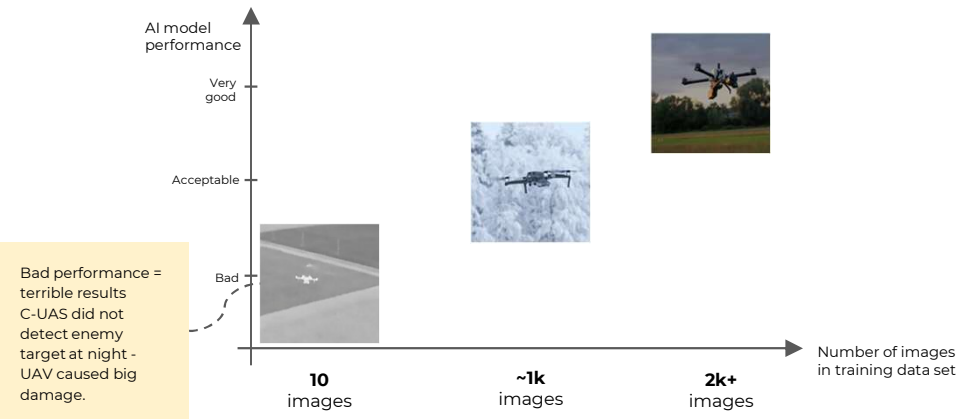 AI model
performance
Very
good
Acceptable
Bad
Bad performance =
terrible results
C-UAS did not
detect enemy
target at night -
UAV caused big
damage.
10
images
~1k
images
2k+
images
Number of images
in training data set